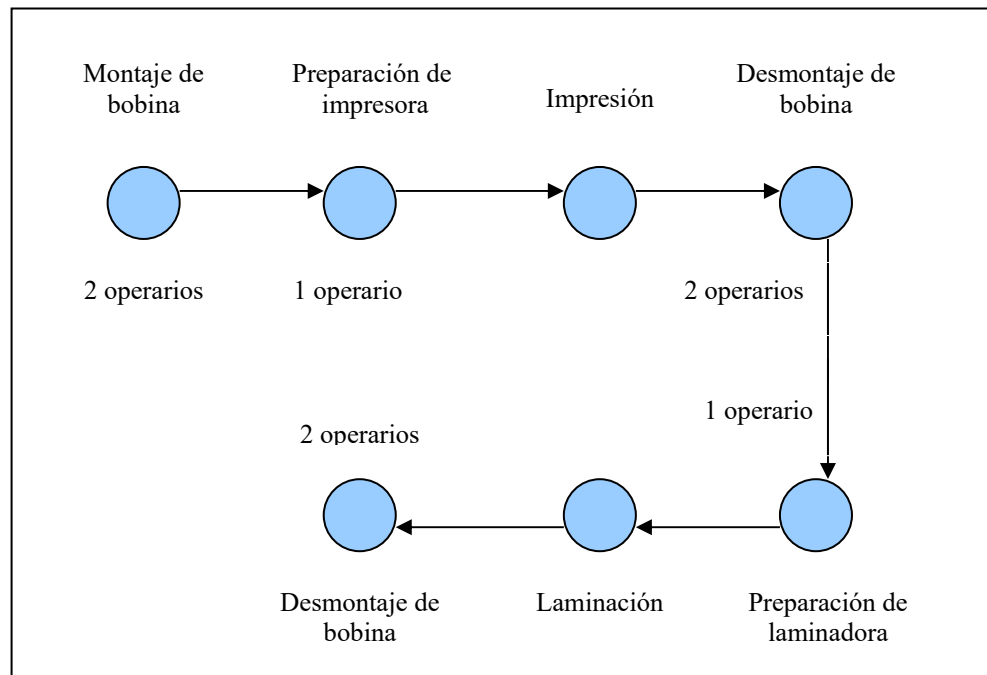 Montaje de
bobina
Preparación de
impresora
Impresión
Desmontaje de
bobina
2 operarios
1 operario
2 operarios
1 operario
2 operarios
Desmontaje de
bobina
Laminación
Preparación de
laminadora